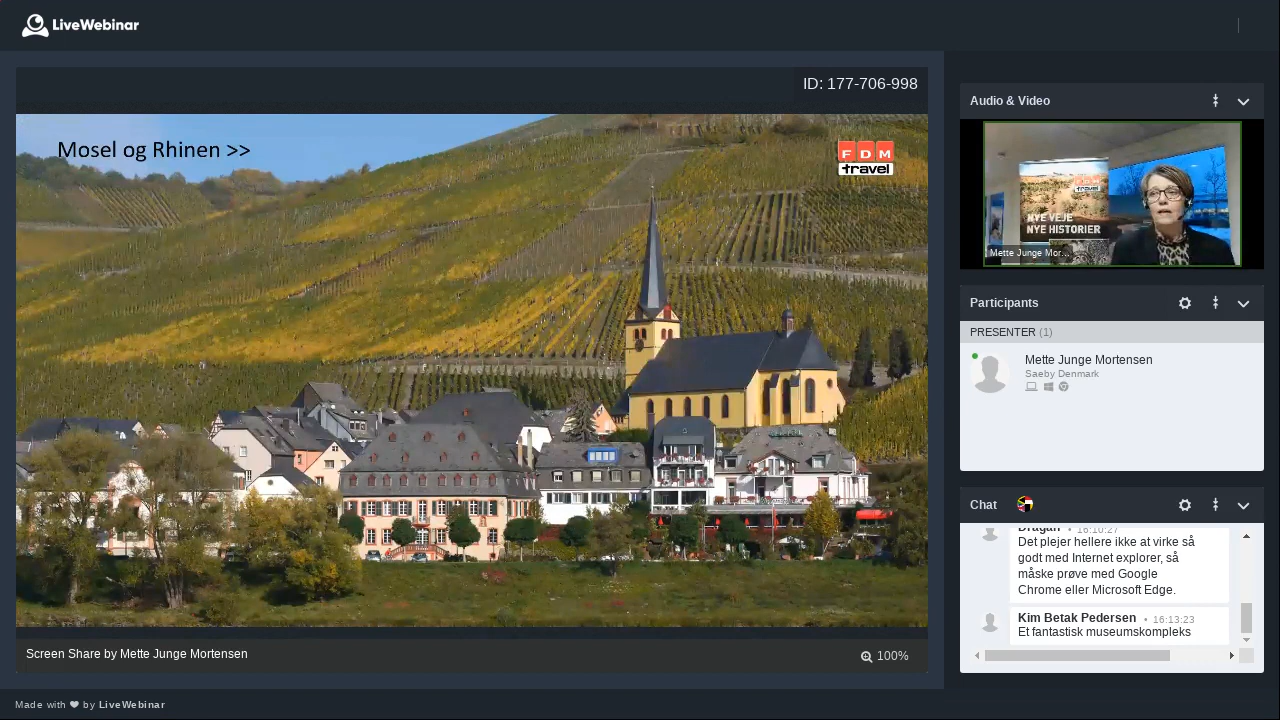 LiveWebinar
ID: 177-706-998
Mosel og Rhinen >>
FDM
travel
Screen Share by Mette Junge Mortensen
100%
Made with by LiveWebinar
Audio & Video
FDM
travel
NYE VEJE
NYE HISTORIER
Mette Junge Mor...
Participants
PRESENTER (1)
Mette Junge Mortensen
Saeby Denmark
Chat
Dragan • 16:10:27
Det plejer hellere ikke at virke så
godt med Internet explorer, så
måske prøve med Google
Chrome eller Microsoft Edge.
Kim Betak Pedersen • 16:13:23
Et fantastisk museumskompleks